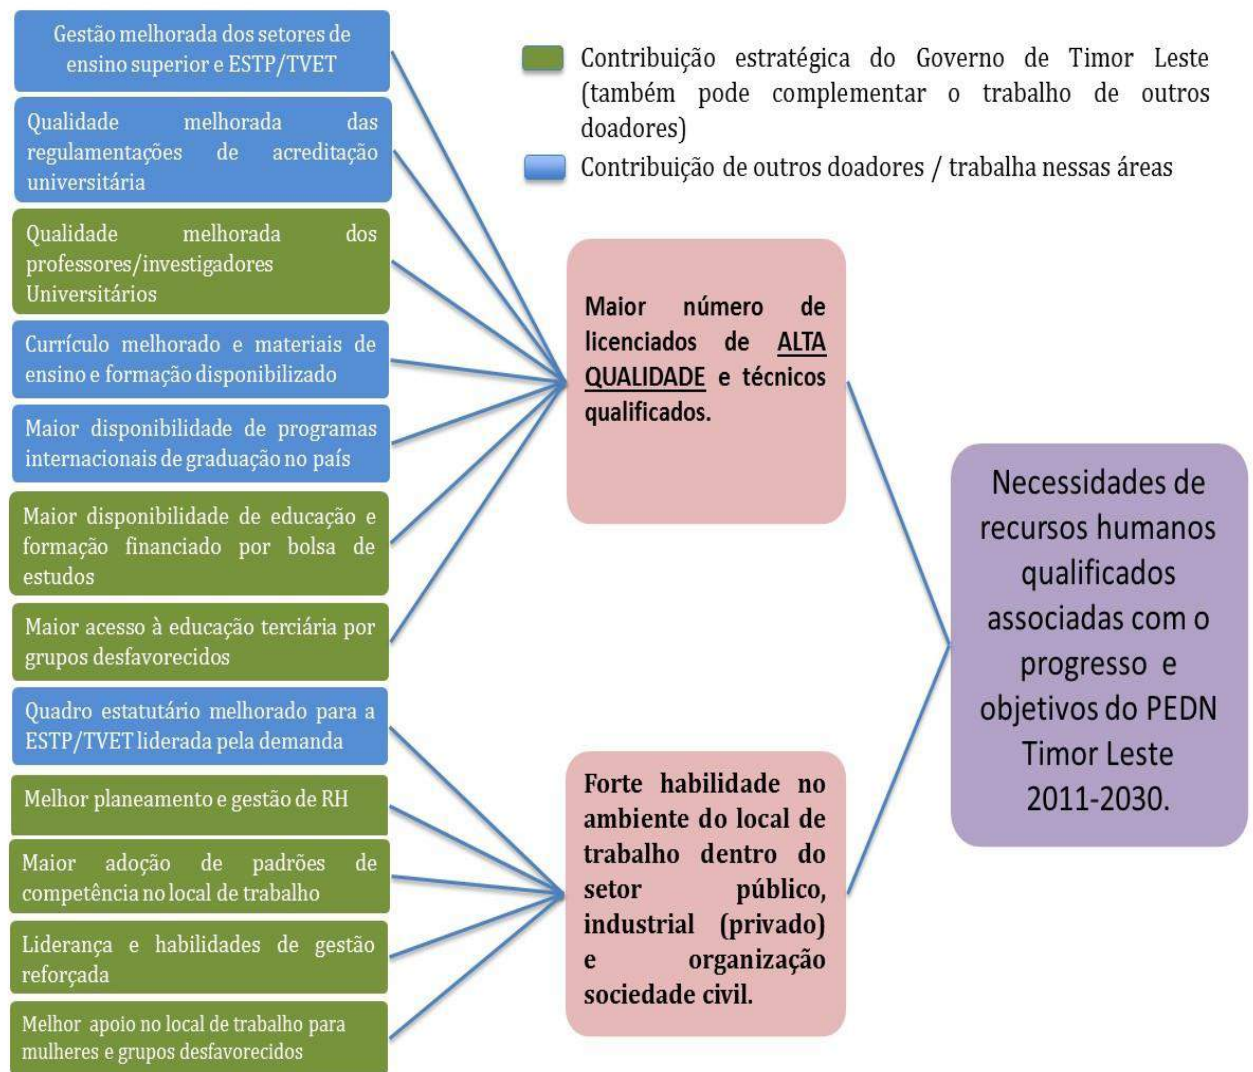 Gestão melhorada dos setores de
ensino superior e ESTP/TVET
Qualidade melhorada das
regulamentações de acreditação
universitária
Qualidade melhorada dos
professores/investigadores
Universitários
Currículo melhorado e materiais de
ensino e formação disponibilizado
Maior disponibilidade de programas
internacionais de graduação no país
Maior disponibilidade de educação e
formação financiado por bolsa de
estudos
Maior acesso à educação terciária por
grupos desfavorecidos
Quadro estatutário melhorado para a
ESTP/TVET liderada pela demanda
Melhor planeamento e gestão de RH
Maior adoção de padrões de
competência no local de trabalho
Liderança e habilidades de gestão
reforçada
Melhor apoio no local de trabalho para
mulheres e grupos desfavorecidos
Contribuição estratégica do Governo de Timor Leste
(também pode complementar o trabalho de outros
doadores)
Contribuição de outros doadores / trabalha nessas áreas
Maior número de
licenciados de ALTA
QUALIDADE e técnicos
qualificados.
Forte habilidade no
ambiente do local de
trabalho dentro do
setor público,
industrial (privado)
e organização
sociedade civil.
Necessidades de
recursos humanos
qualificados
associadas com o
progresso e
objetivos do PEDN
Timor Leste
2011-2030.